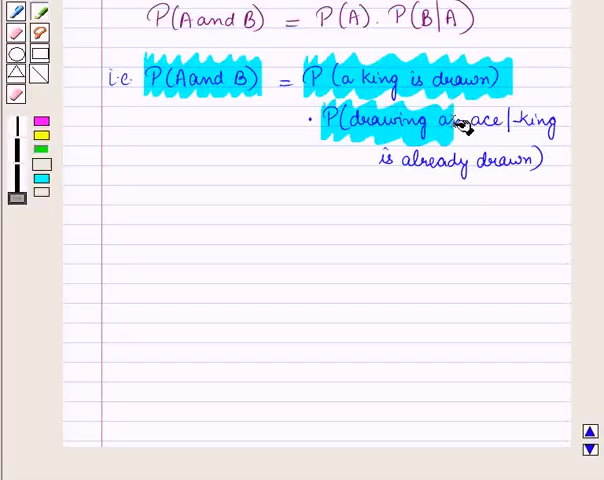 P(A and B) = P(A) . P(B|A)
i.e. P(A and B) = P(a king is drawn)
. P(drawing an ace | king
is already drawn)